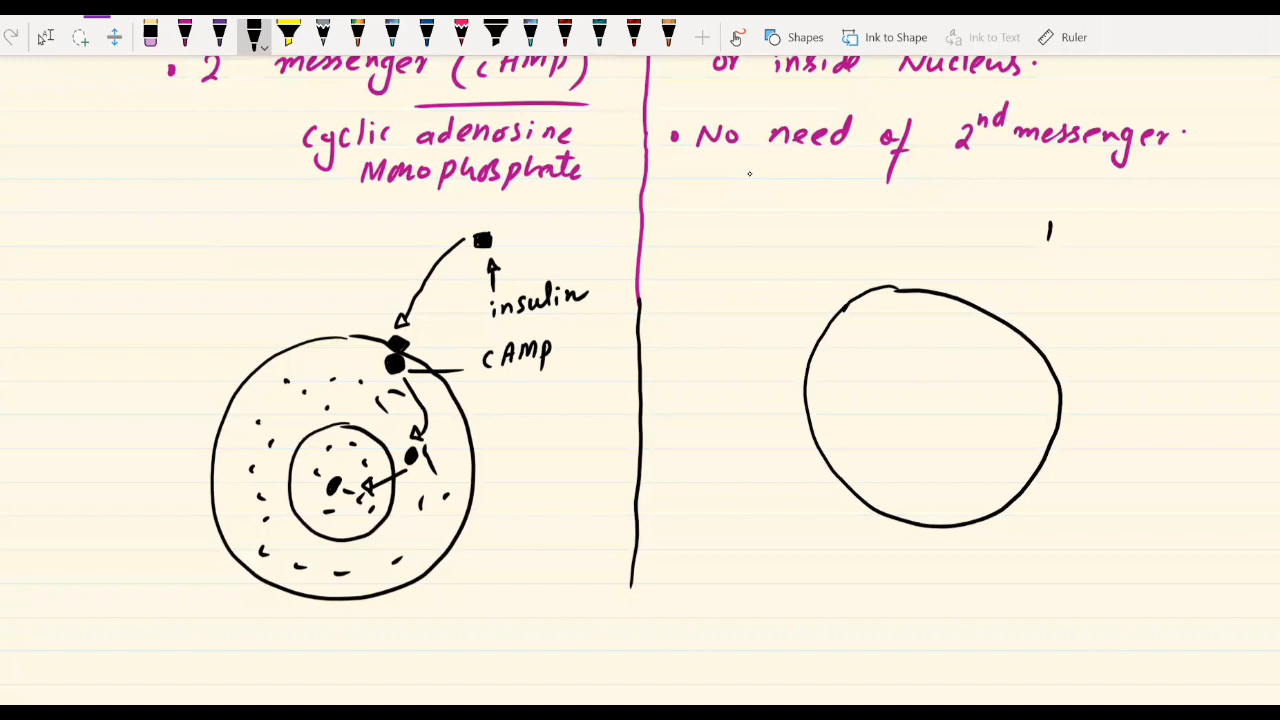 Shapes
Ink to Shape
Ink to Text
Ruler
• 2 messenger (cAMP)
cyclic adenosine
Monophosphate
or inside Nucleus.
• No need of 2nd messenger.
insulin
cAMP